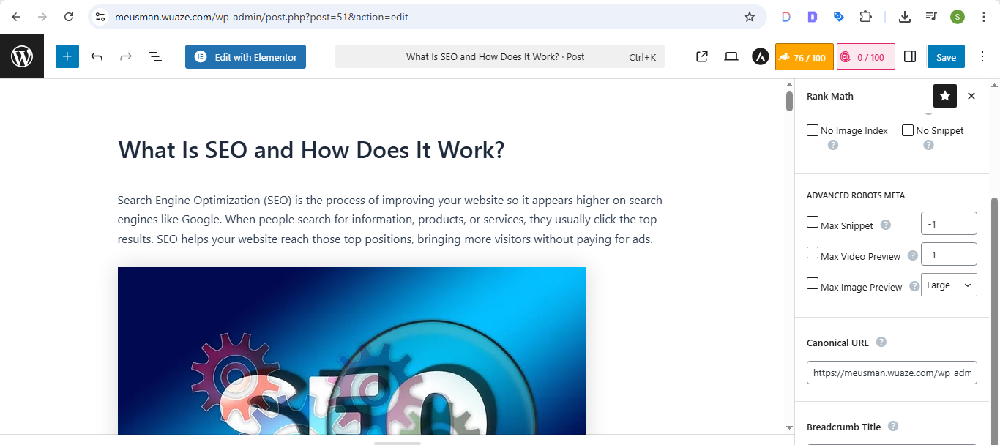 meusman.wuaze.com/wp-admin/post.php?post=51&action=edit
S
Edit with Elementor
What Is SEO and How Does It Work? · Post
Ctrl+K
76 / 100
0 / 100
Save
Rank Math
No Image Index
No Snippet
ADVANCED ROBOTS META
Max Snippet
-1
Max Video Preview
-1
Max Image Preview
Large
Canonical URL
https://meusman.wuaze.com/wp-adm
Breadcrumb Title
What Is SEO and How Does It Work?
Search Engine Optimization (SEO) is the process of improving your website so it appears higher on search
engines like Google. When people search for information, products, or services, they usually click the top
results. SEO helps your website reach those top positions, bringing more visitors without paying for ads.
SEO